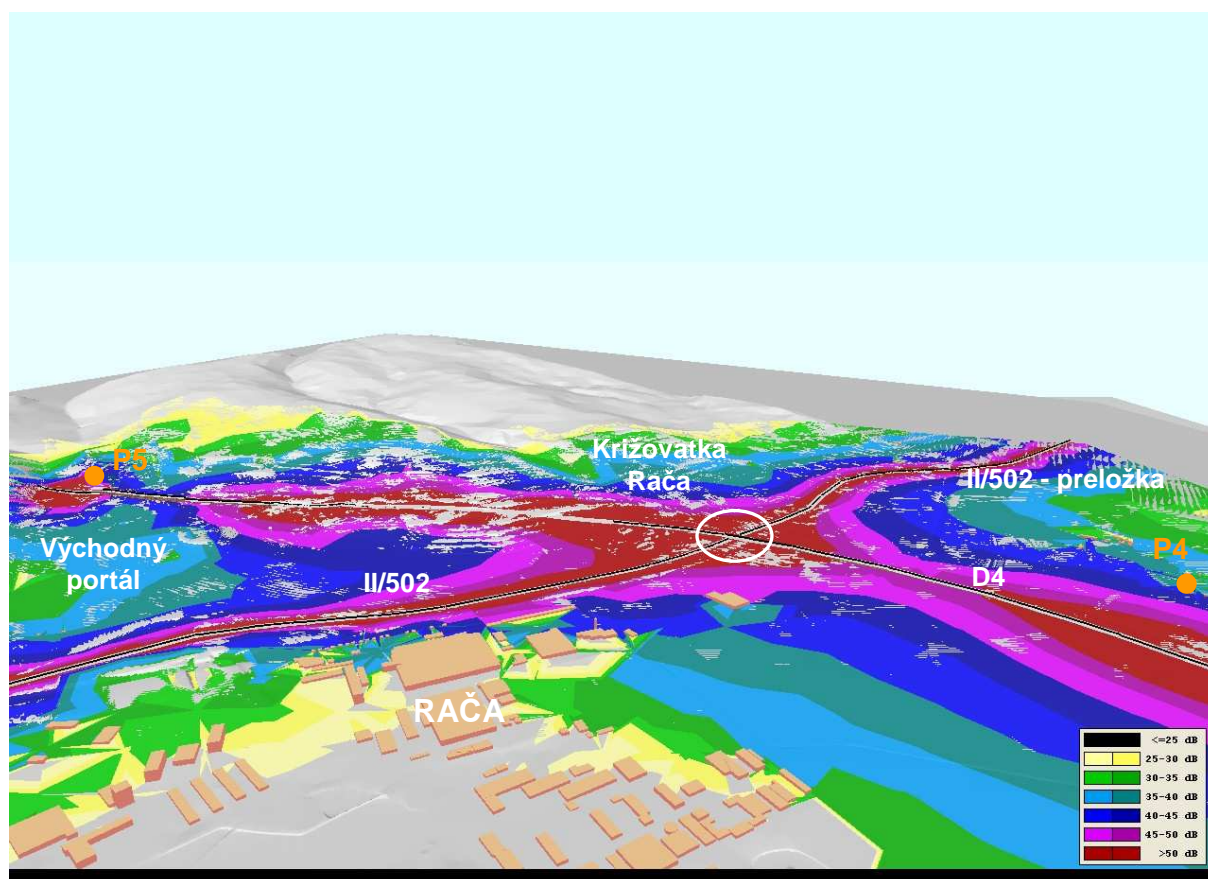 Križovatka
Rača
P5
II/502 - preložka
Východný
portál
P4
II/502
D4
RAČA
<=25 dB
25-30 dB
30-35 dB
35-40 dB
40-45 dB
45-50 dB
>50 dB